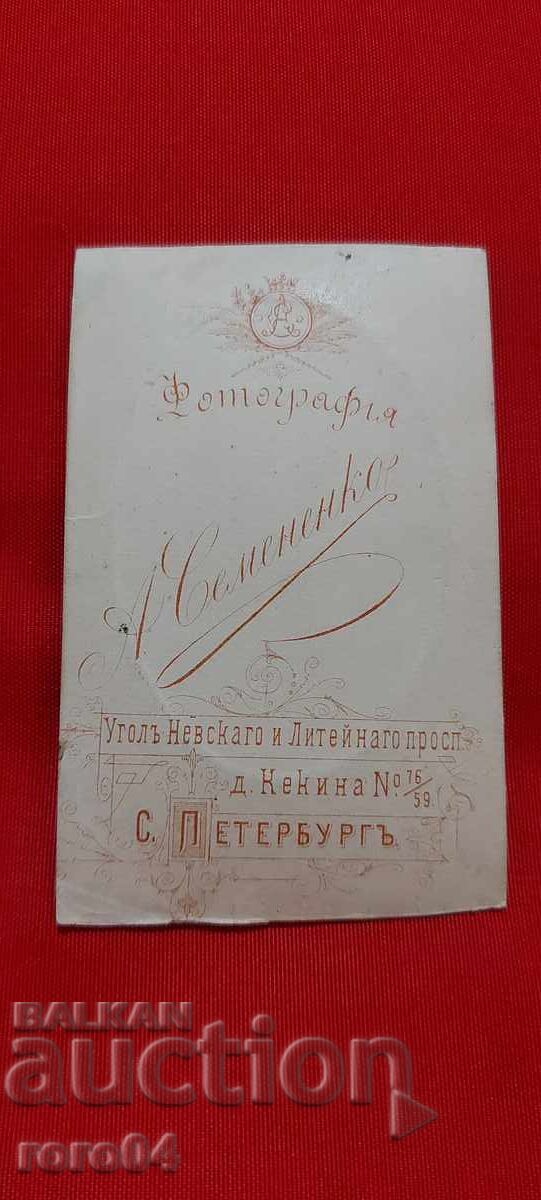 Фотографія
А. Семененко
Уголъ Невскаго и Литейнаго просп.
д. Кекина № 76/59.
С. Петербургъ.
BALKAN
auction
roro04